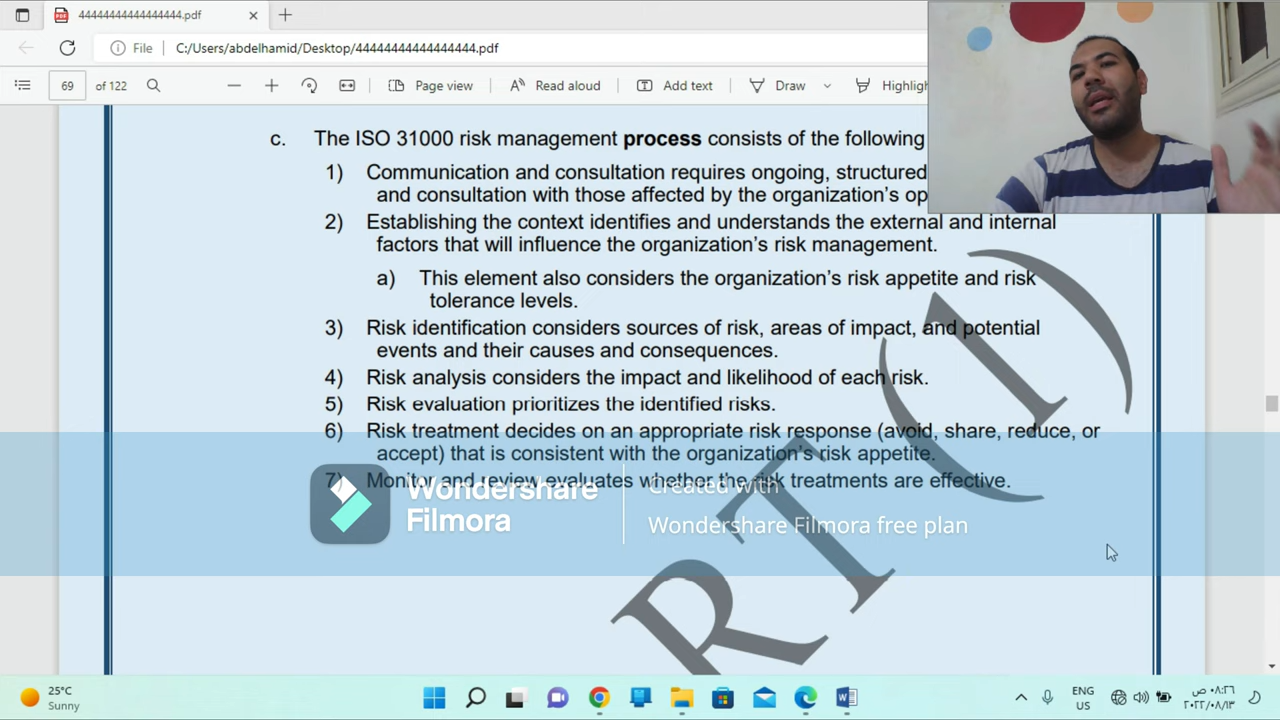 44444444444444444.pdf
File
C:/Users/abdelhamid/Desktop/44444444444444444.pdf
69 of 122
Page view
Read aloud
Add text
Draw
Highligh
c. The ISO 31000 risk management process consists of the following
1) Communication and consultation requires ongoing, structured
and consultation with those affected by the organization's op
2) Establishing the context identifies and understands the external and internal
factors that will influence the organization's risk management.
a) This element also considers the organization's risk appetite and risk
tolerance levels.
3) Risk identification considers sources of risk, areas of impact, and potential
events and their causes and consequences.
4) Risk analysis considers the impact and likelihood of each risk.
5) Risk evaluation prioritizes the identified risks.
6) Risk treatment decides on an appropriate risk response (avoid, share, reduce, or
accept) that is consistent with the organization's risk appetite.
7) Monitor and review evaluates whether the risk treatments are effective.
Wondershare
Filmora
Created with
Wondershare Filmora free plan
RT (I)
25°C
Sunny
ENG
US
٠٨:٢٦ ص
٢٠٢٢/٠٨/١٣